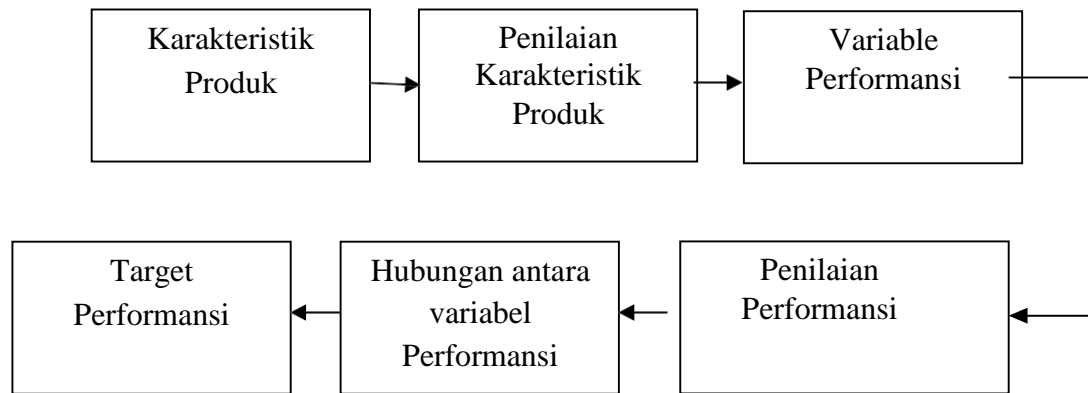 Karakteristik
Produk
Penilaian
Karakteristik
Produk
Variable
Performansi
Target
Performansi
Hubungan antara
variabel
Performansi
Penilaian
Performansi